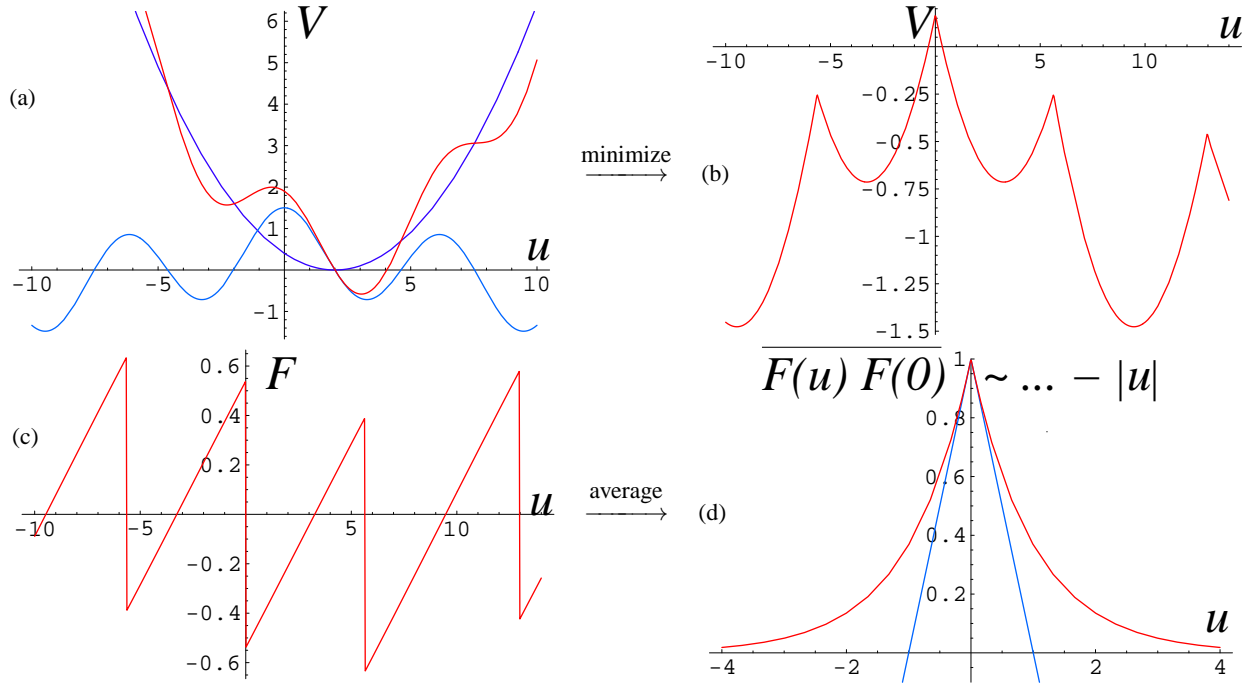 V
6
5
4
3
2
1
-1
-10 -5 5 10
u
(a)
minimize
V u
-10 -5 5 10
-0.25
-0.5
-0.75
-1
-1.25
-1.5
(b)
F
0.6
0.4
0.2
-0.2
-0.4
-0.6
-10 -5 5 10
u
(c)
average
F(u) F(0) ~ ... − |u|
1
0.8
0.6
0.4
0.2
-4 -2 2 4
u
(d)